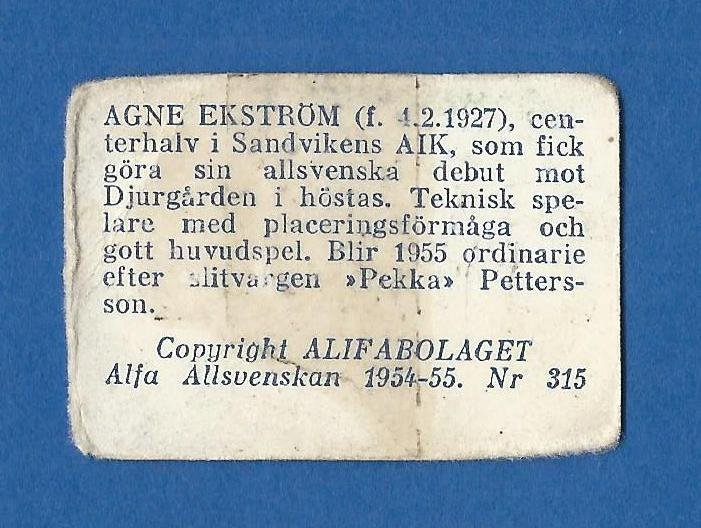 AGNE EKSTRÖM (f. 4.2.1927), cen-
terhalv i Sandvikens AIK, som fick
göra sin allsvenska debut mot
Djurgården i höstas. Teknisk spe-
lare med placeringsförmåga och
gott huvudspel. Blir 1955 ordinarie
efter slitvargen »Pekka» Petters-
son.
Copyright ALIFABOLAGET
Alfa Allsvenskan 1954-55. Nr 315